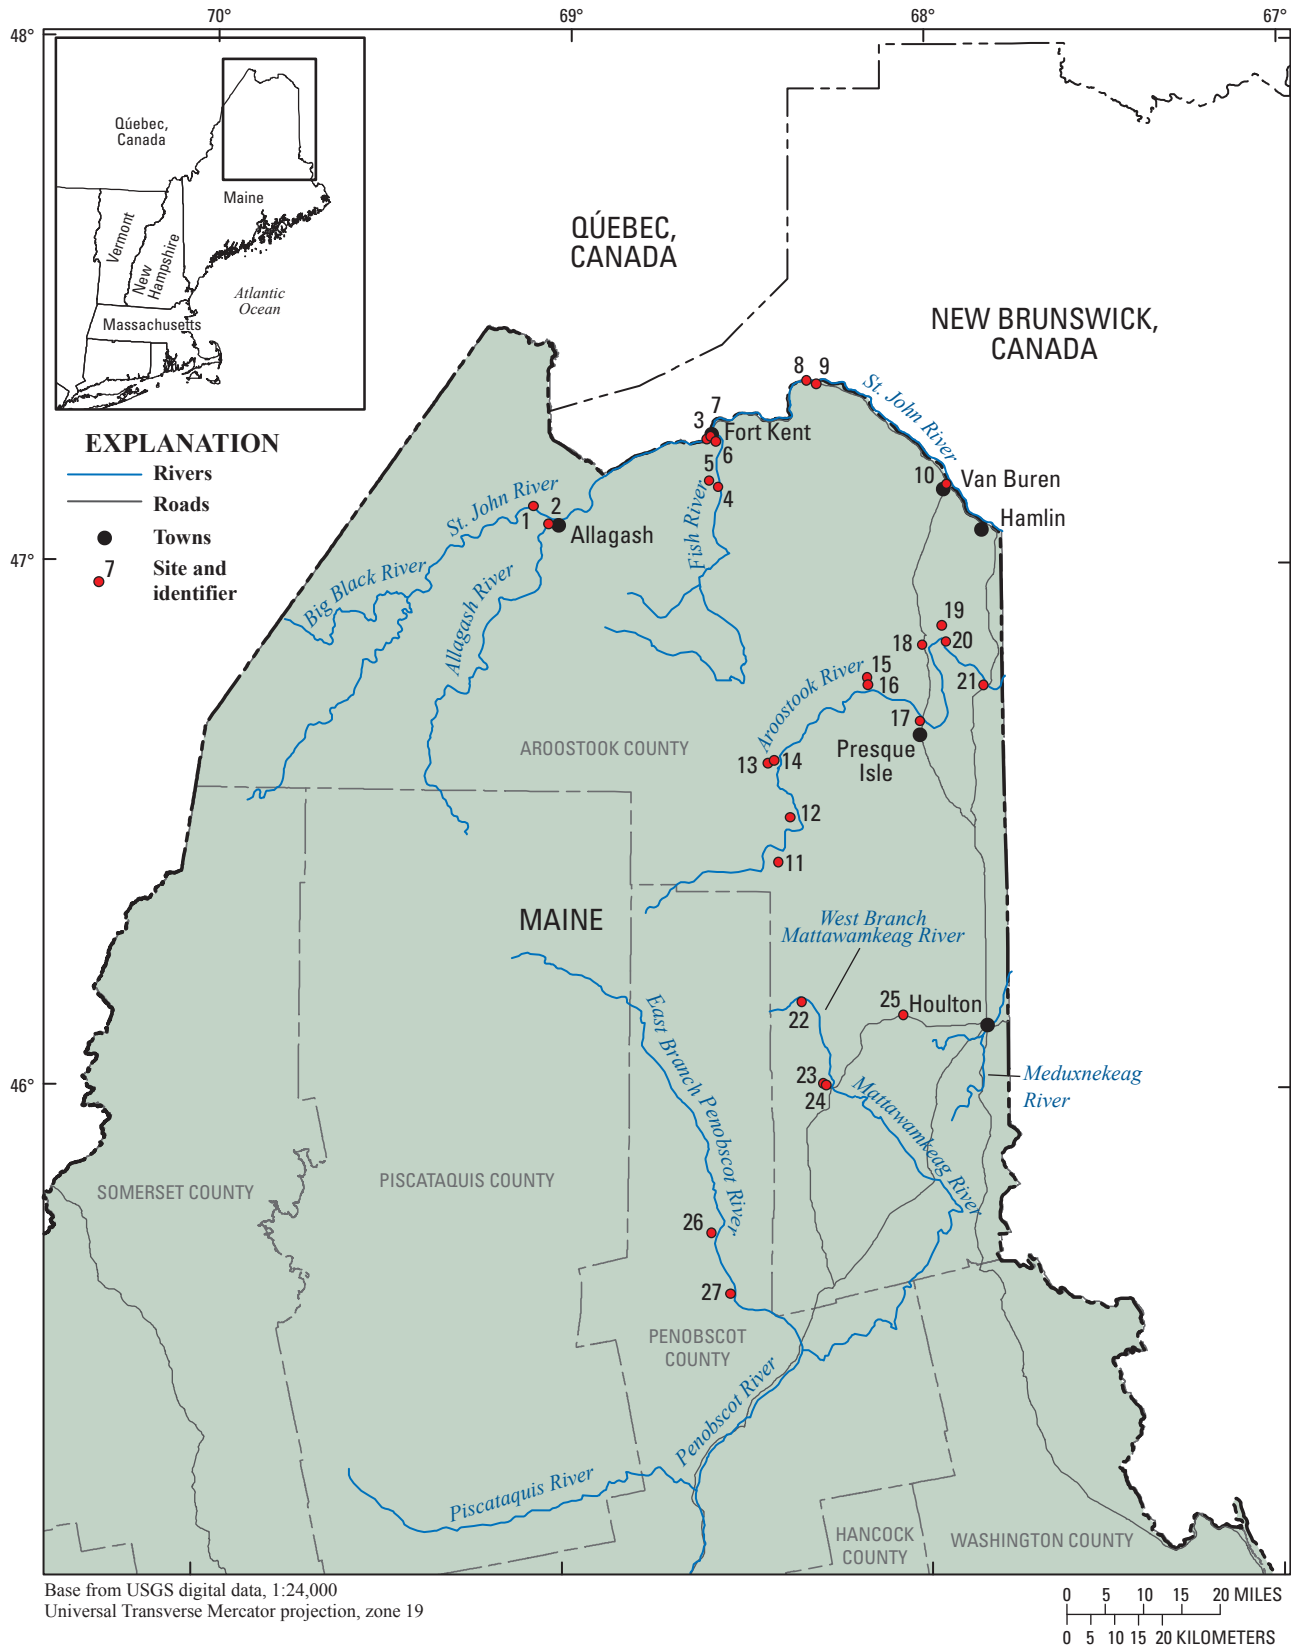 70°
69°
68°
67°
48°
Qúebec,
Canada
Maine
Vermont
New
Hampshire
Atlantic
Ocean
Massachusetts
QÚEBEC,
CANADA
NEW BRUNSWICK,
CANADA
EXPLANATION
Rivers
Roads
Towns
7
Site and
identifier
8
9
St. John River
7
3
Fort Kent
6
5
4
Fish River
10
Van Buren
Hamlin
St. John River
1
2
Allagash
47°
Big Black River
Allagash River
19
18
20
15
16
21
Aroostook River
17
Presque
Isle
AROOSTOOK COUNTY
13
14
12
11
MAINE
West Branch
Mattawamkeag River
22
25
Houlton
East Branch Penobscot River
46°
23
24
Mattawamkeag River
Meduxnekeag
River
SOMERSET COUNTY
PISCATAQUIS COUNTY
26
27
PENOBSCOT
COUNTY
Penobscot River
Piscataquis River
HANCOCK
COUNTY
WASHINGTON COUNTY
Base from USGS digital data, 1:24,000
Universal Transverse Mercator projection, zone 19
0 5 10 15 20 MILES
0 5 10 15 20 KILOMETERS